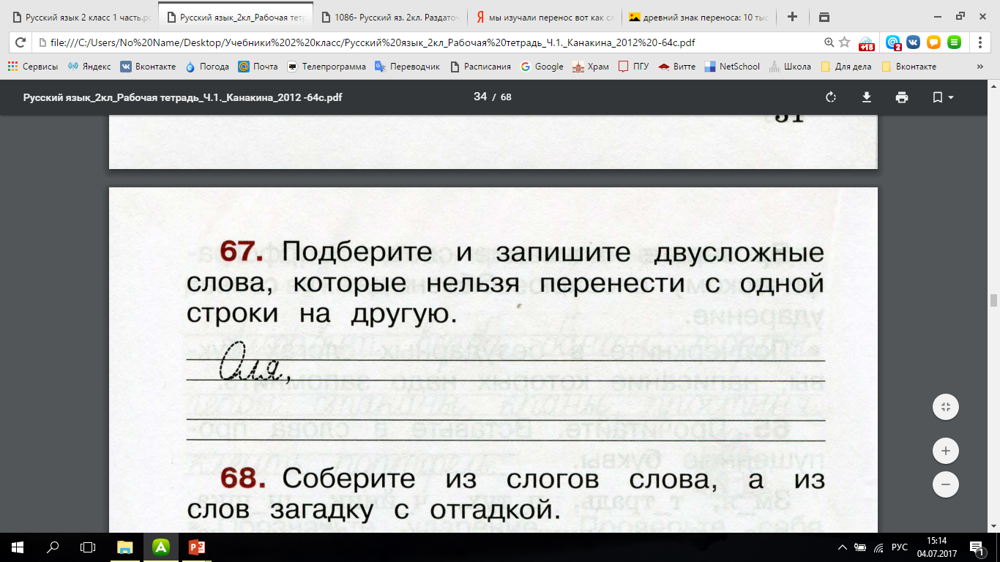 Русский язык 2 класс 1 часть.pd
Русский язык_2кл_Рабочая тетр
1086- Русский яз. 2кл. Раздаточ
мы изучали перенос вот как сл
древний знак переноса: 10 тыс
file:///C:/Users/No%20Name/Desktop/Учебники%202%20класс/Русский%20язык_2кл_Рабочая%20тетрадь_Ч.1._Канакина_2012%20-64с.pdf
+18
2
Сервисы Яндекс Вконтакте Погода Почта Телепрограмма Переводчик Расписания Google Храм ПГУ Витте NetSchool Школа Для дела Вконтакте »
Русский язык_2кл_Рабочая тетрадь_Ч.1._Канакина_2012 -64с.pdf 34 / 68
67. Подберите и запишите двусложные
слова, которые нельзя перенести с одной
строки на другую.
Оля,
68. Соберите из слогов слова, а из
слов загадку с отгадкой.
РУС
15:14
04.07.2017
1